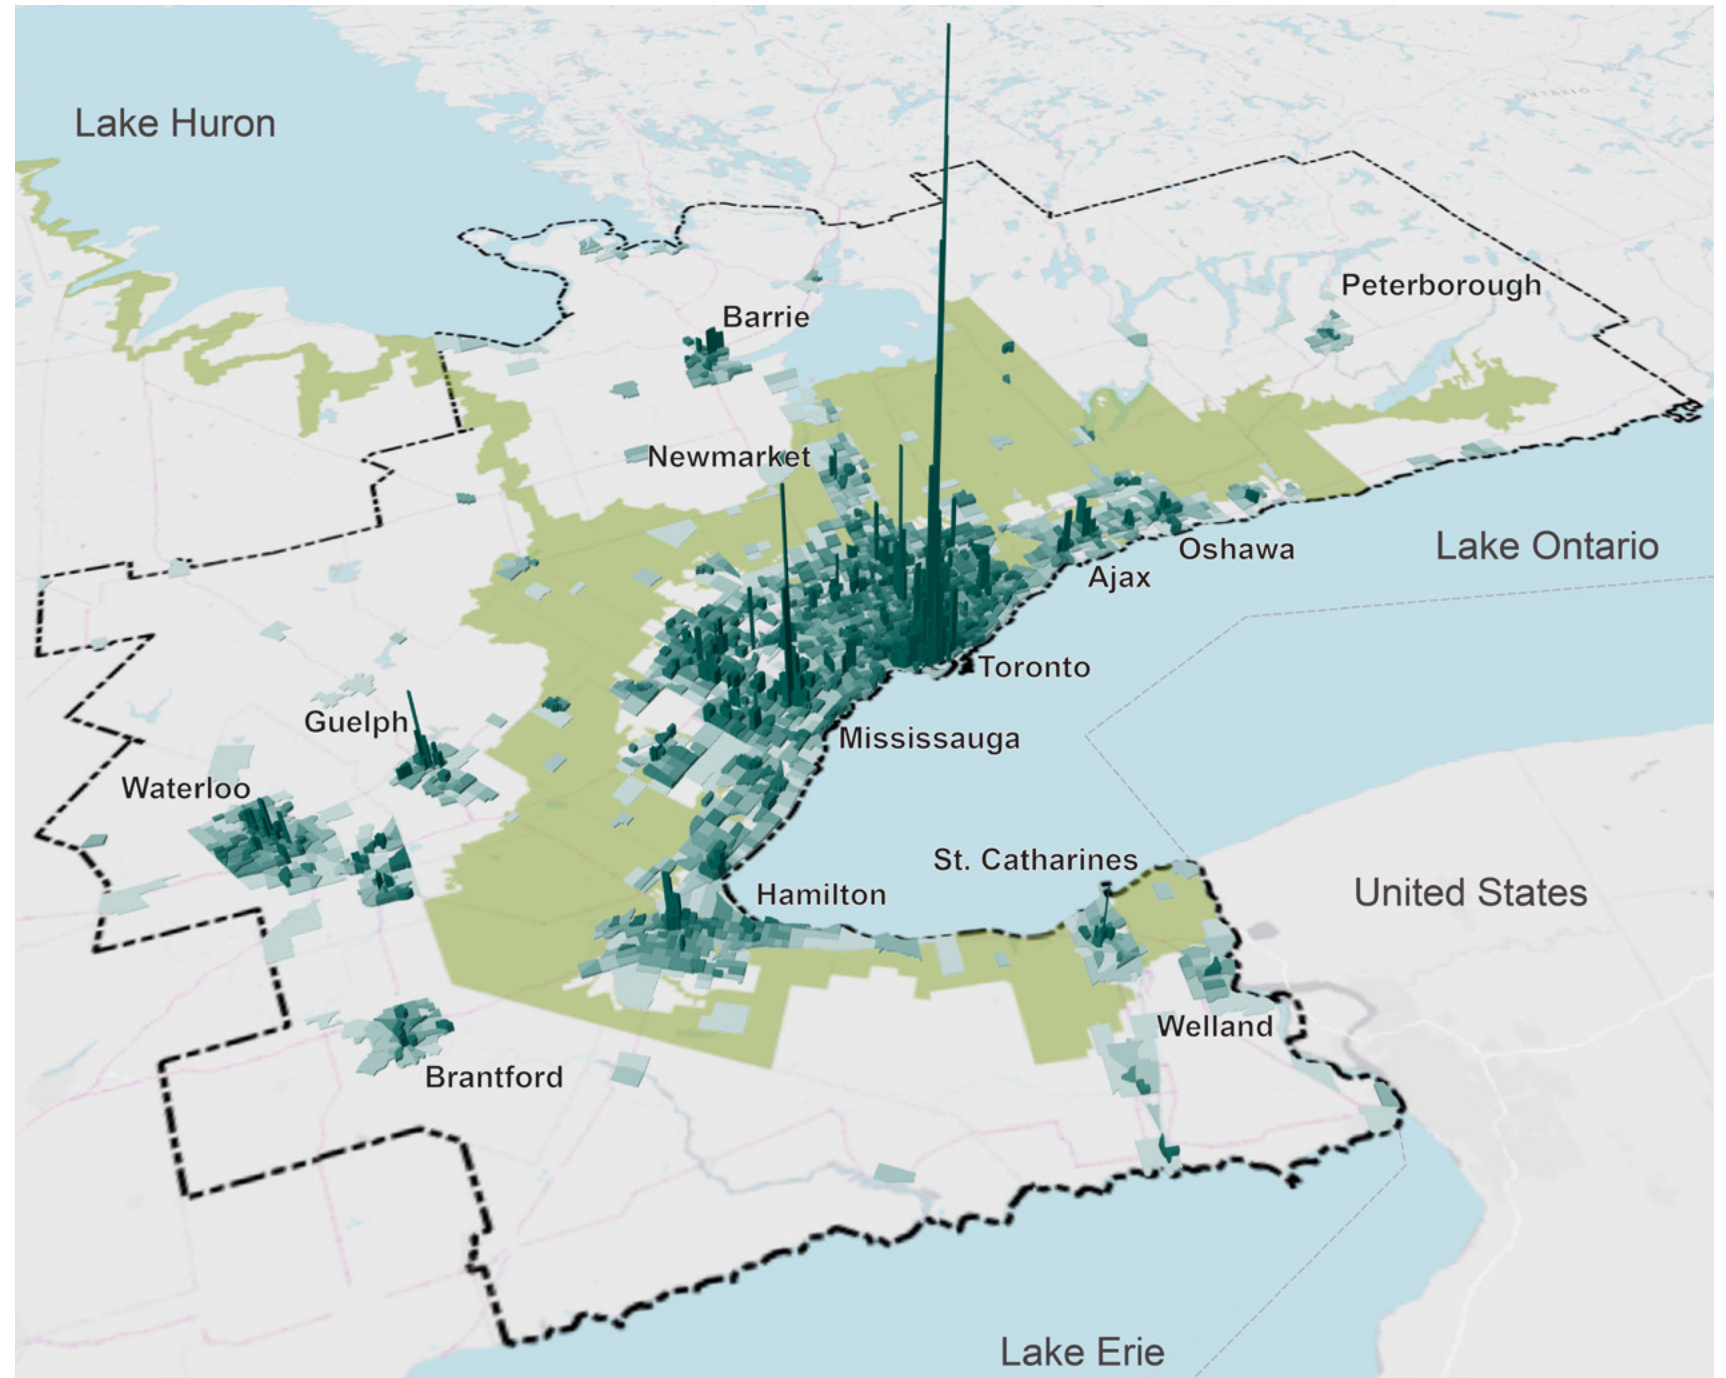 Lake Huron
Peterborough
Barrie
Newmarket
Lake Ontario
Oshawa
Ajax
Toronto
Guelph
Mississauga
Waterloo
St. Catharines
Hamilton
United States
Welland
Brantford
Lake Erie